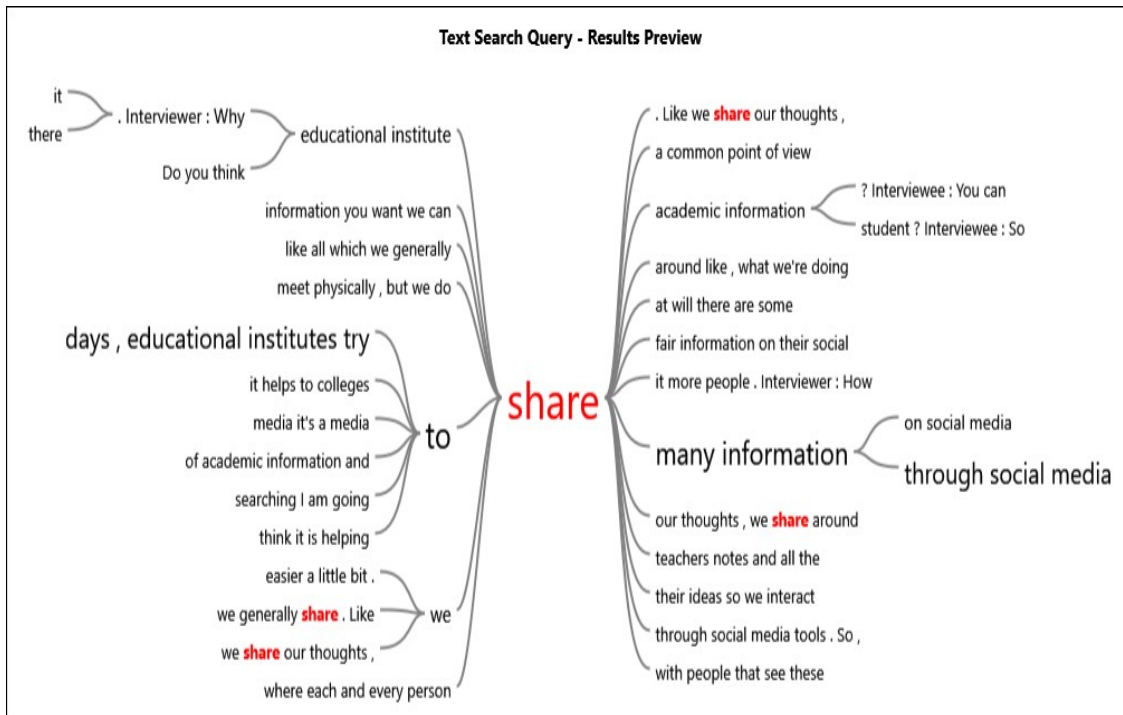 Text Search Query - Results Preview
it
there
. Interviewer : Why
Do you think
educational institute
information you want we can
like all which we generally
meet physically , but we do
days , educational institutes try
it helps to colleges
media it's a media
of academic information and
searching I am going
think it is helping
to
easier a little bit .
we generally share . Like
we share our thoughts ,
we
where each and every person
share
. Like we share our thoughts ,
a common point of view
academic information
? Interviewee : You can
student ? Interviewee : So
around like , what we're doing
at will there are some
fair information on their social
it more people . Interviewer : How
many information
on social media
through social media
our thoughts , we share around
teachers notes and all the
their ideas so we interact
through social media tools . So ,
with people that see these